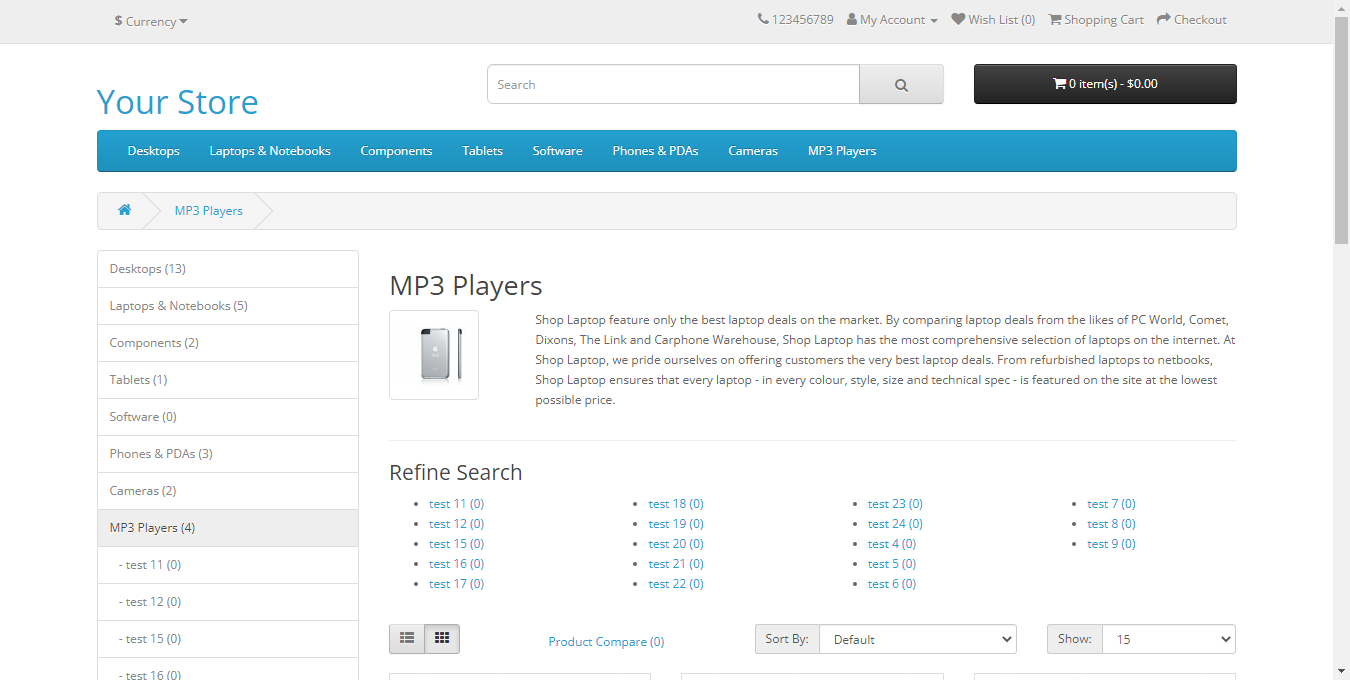 $ Currency
123456789 My Account Wish List (0) Shopping Cart Checkout
Your Store
Search
0 item(s) - $0.00
Desktops Laptops & Notebooks Components Tablets Software Phones & PDAs Cameras MP3 Players
MP3 Players
Desktops (13)
Laptops & Notebooks (5)
Components (2)
Tablets (1)
Software (0)
Phones & PDAs (3)
Cameras (2)
MP3 Players (4)
- test 11 (0)
- test 12 (0)
- test 15 (0)
- test 16 (0)
MP3 Players
Shop Laptop feature only the best laptop deals on the market. By comparing laptop deals from the likes of PC World, Comet,
Dixons, The Link and Carphone Warehouse, Shop Laptop has the most comprehensive selection of laptops on the internet. At
Shop Laptop, we pride ourselves on offering customers the very best laptop deals. From refurbished laptops to netbooks,
Shop Laptop ensures that every laptop - in every colour, style, size and technical spec - is featured on the site at the lowest
possible price.
Refine Search
test 11 (0)
test 12 (0)
test 15 (0)
test 16 (0)
test 17 (0)
test 18 (0)
test 19 (0)
test 20 (0)
test 21 (0)
test 22 (0)
test 23 (0)
test 24 (0)
test 4 (0)
test 5 (0)
test 6 (0)
test 7 (0)
test 8 (0)
test 9 (0)
Product Compare (0)
Sort By: Default
Show: 15